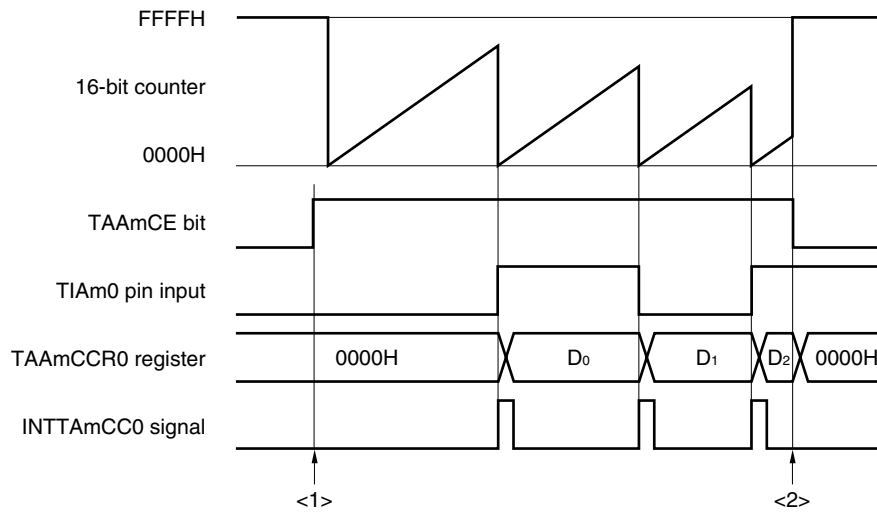 FFFFH
16-bit counter
0000H
TAAmCE bit
TIAm0 pin input
TAAmCCR0 register 0000H D0 D1 D2 0000H
INTTAmCC0 signal
<1> <2>